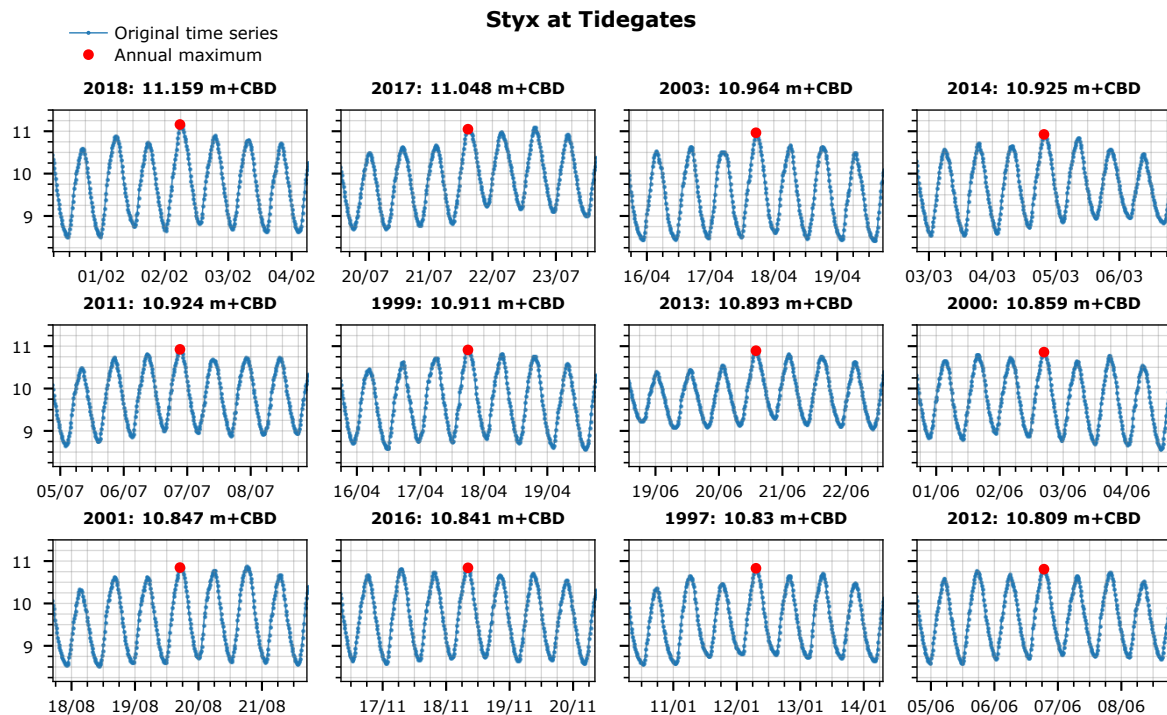 Styx at Tidegates
Original time series
Annual maximum
2018: 11.159 m+CBD
2017: 11.048 m+CBD
2003: 10.964 m+CBD
2014: 10.925 m+CBD
11
10
9
01/02 02/02 03/02 04/02
20/07 21/07 22/07 23/07
16/04 17/04 18/04 19/04
03/03 04/03 05/03 06/03
2011: 10.924 m+CBD
1999: 10.911 m+CBD
2013: 10.893 m+CBD
2000: 10.859 m+CBD
11
10
9
05/07 06/07 07/07 08/07
16/04 17/04 18/04 19/04
19/06 20/06 21/06 22/06
01/06 02/06 03/06 04/06
2001: 10.847 m+CBD
2016: 10.841 m+CBD
1997: 10.83 m+CBD
2012: 10.809 m+CBD
11
10
9
18/08 19/08 20/08 21/08
17/11 18/11 19/11 20/11
11/01 12/01 13/01 14/01
05/06 06/06 07/06 08/06